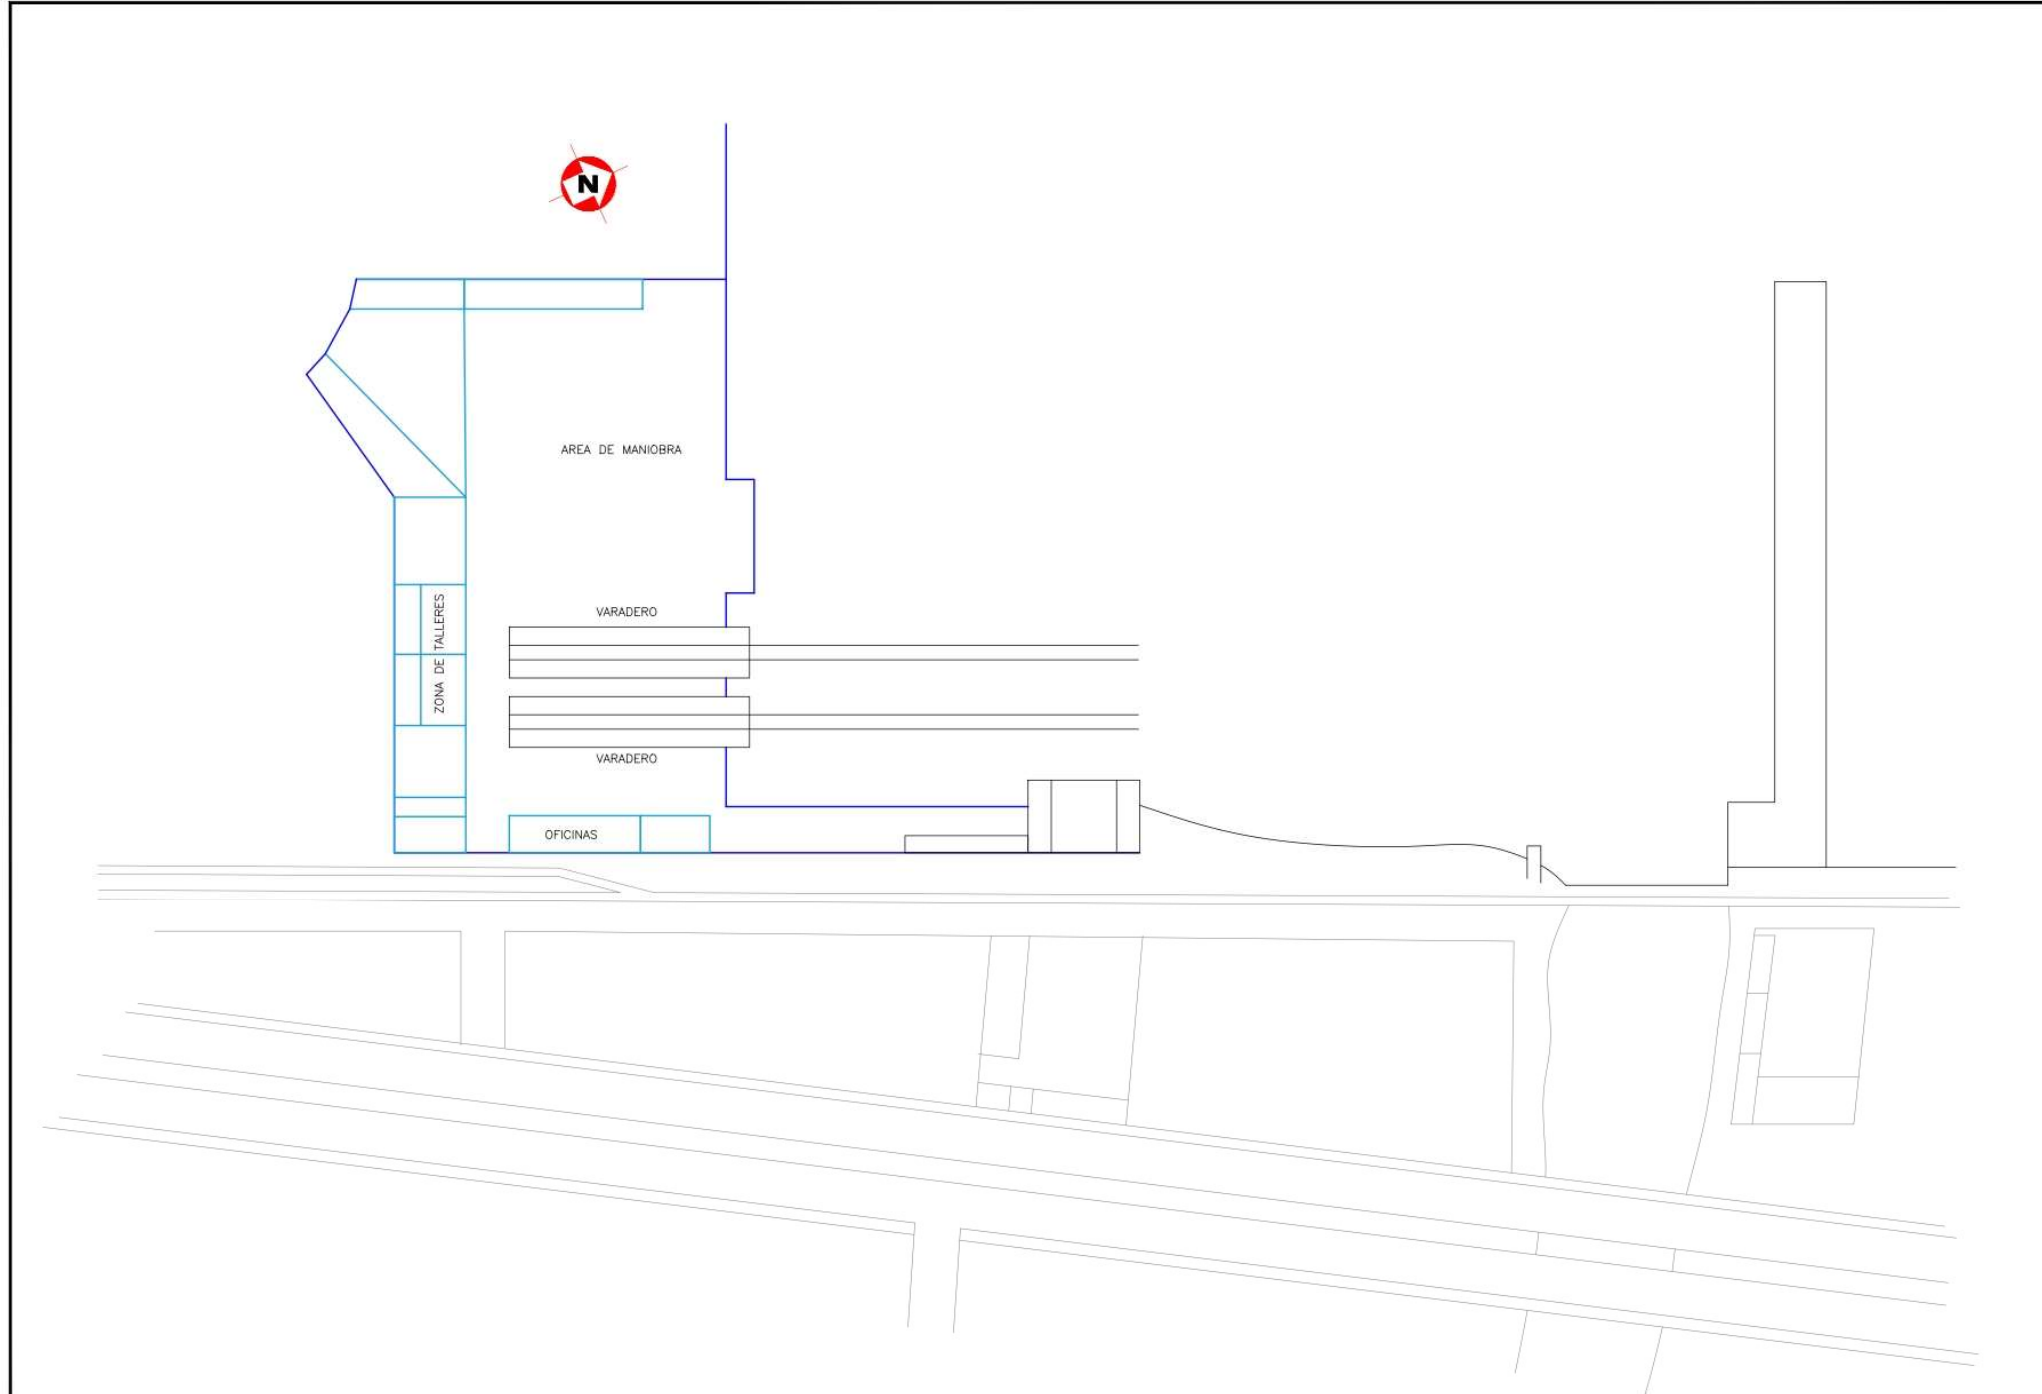 N
AREA DE MANIOBRA
VARADERO
ZONA DE TALLERES
VARADERO
OFICINAS